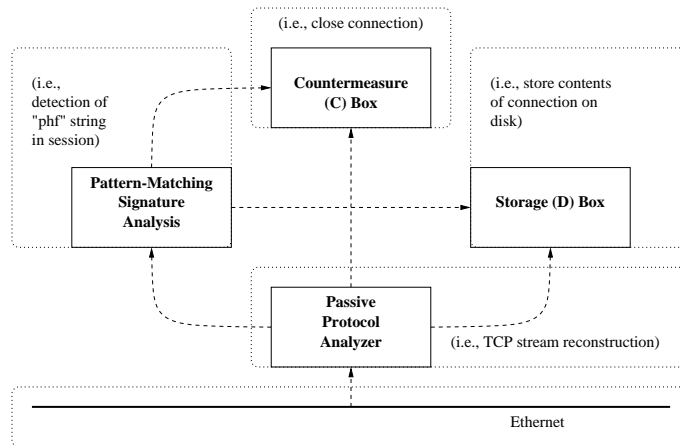 (i.e., close connection)
Countermeasure
(C) Box
(i.e.,
detection of
"phf" string
in session)
(i.e., store contents
of connection on
disk)
Pattern-Matching
Signature
Analysis
Storage (D) Box
Passive
Protocol
Analyzer
(i.e., TCP stream reconstruction)
Ethernet